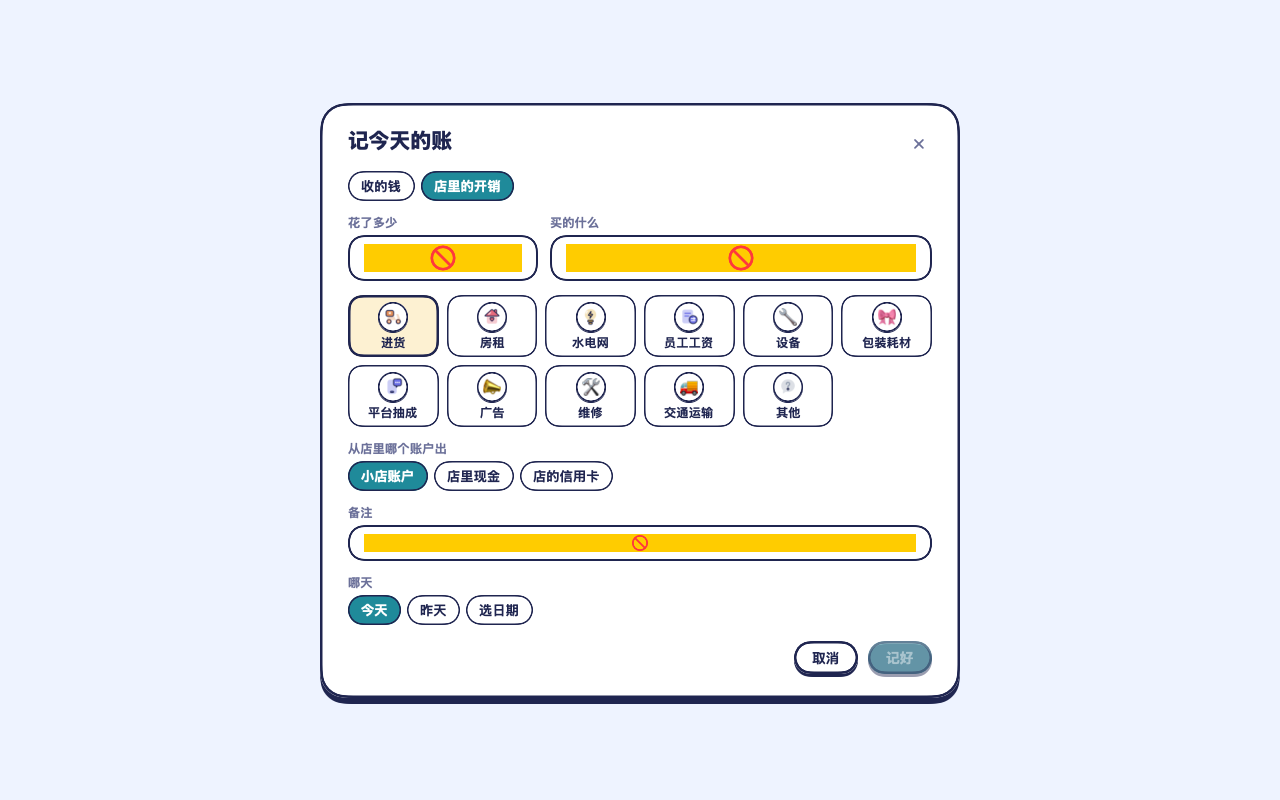 记今天的账
收的钱 店里的开销
花了多少 买的什么
进货 房租 水电网 员工工资 设备 包装耗材
平台抽成 广告 维修 交通运输 其他
从店里哪个账户出
小店账户 店里现金 店的信用卡
备注
哪天
今天 昨天 选日期
取消 记好